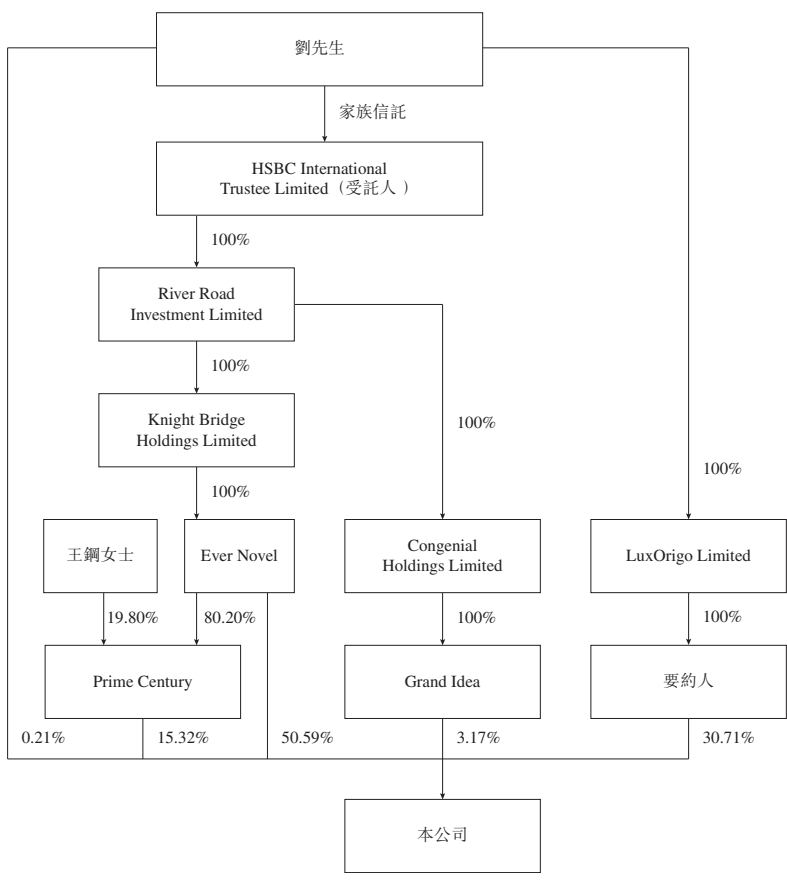 劉先生
家族信託
HSBC International
Trustee Limited（受託人）
100%
River Road
Investment Limited
100%
Knight Bridge
Holdings Limited
100%
100%
100%
王鋼女士
Ever Novel
Congenial
Holdings Limited
LuxOrigo Limited
19.80%
80.20%
100%
100%
Prime Century
Grand Idea
要約人
0.21%
15.32%
50.59%
3.17%
30.71%
本公司